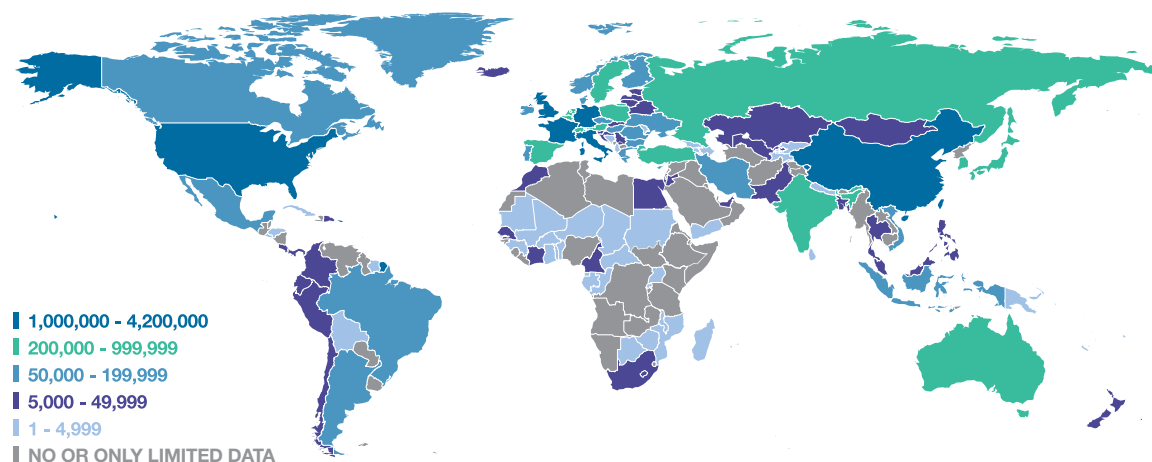 1,000,000 - 4,200,000
200,000 - 999,999
50,000 - 199,999
5,000 - 49,999
1 - 4,999
NO OR ONLY LIMITED DATA